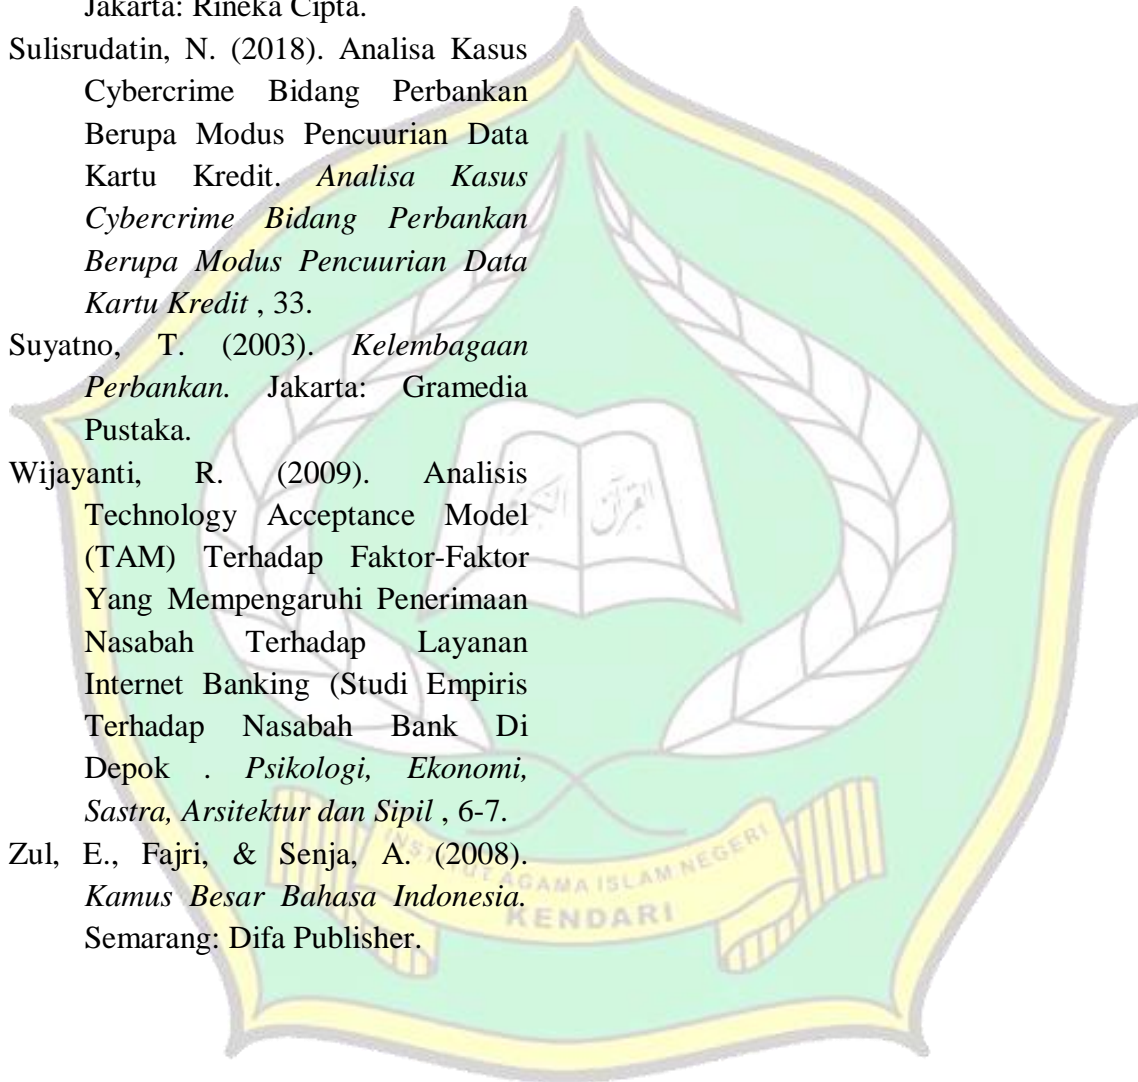 Jakarta: Rineka Cipta.
Sulisrudatin, N. (2018). Analisa Kasus
Cybercrime Bidang Perbankan
Berupa Modus Pencuurian Data
Kartu Kredit. Analisa Kasus
Cybercrime Bidang Perbankan
Berupa Modus Pencuurian Data
Kartu Kredit , 33.
Suyatno, T. (2003). Kelembagaan
Perbankan. Jakarta: Gramedia
Pustaka.
Wijayanti, R. (2009). Analisis
Technology Acceptance Model
(TAM) Terhadap Faktor-Faktor
Yang Mempengaruhi Penerimaan
Nasabah Terhadap Layanan
Internet Banking (Studi Empiris
Terhadap Nasabah Bank Di
Depok . Psikologi, Ekonomi,
Sastra, Arsitektur dan Sipil , 6-7.
Zul, E., Fajri, & Senja, A. (2008).
Kamus Besar Bahasa Indonesia.
Semarang: Difa Publisher.
القرآن الكريم
INSTITUT AGAMA ISLAM NEGERI
KENDARI